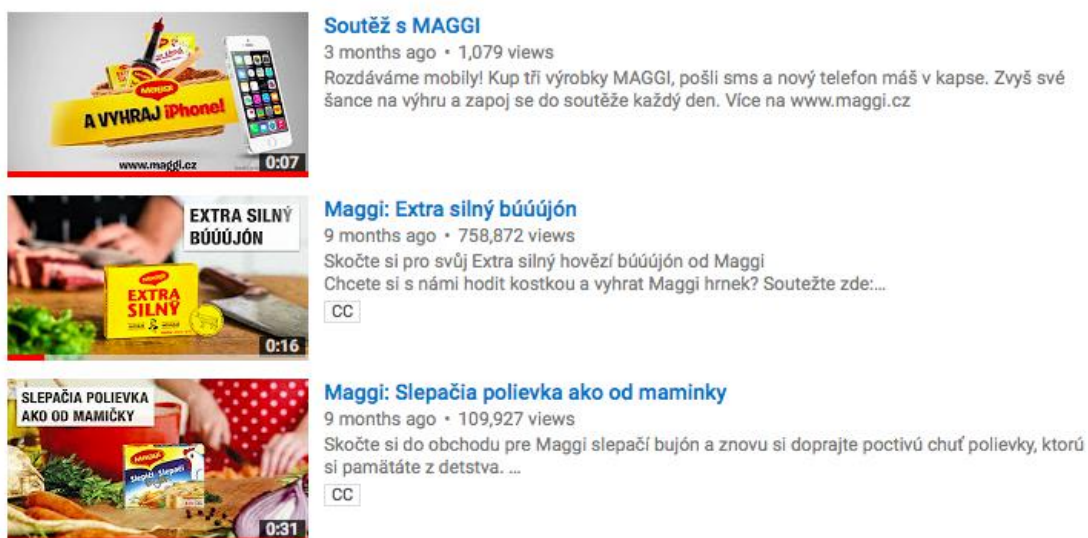 Soutěž s MAGGI
3 months ago • 1,079 views
Rozdáváme mobily! Kup tři výrobky MAGGI, pošli sms a nový telefon máš v kapse. Zvyš své
šance na výhru a zapoj se do soutěže každý den. Více na www.maggi.cz
MAGGI
A VYHRAJ iPhone!
www.maggi.cz
0:07
Maggi: Extra silný búúújón
9 months ago • 758,872 views
Skočte si pro svůj Extra silný hovězí búúújón od Maggi
Chcete si s námi hodit kostkou a vyhrat Maggi hrnek? Soutežte zde:...
CC
EXTRA SILNÝ
BÚÚÚJÓN
MAGGI
EXTRA
SILNÝ
0:16
Maggi: Slepačia polievka ako od maminky
9 months ago • 109,927 views
Skočte si do obchodu pre Maggi slepačí bujón a znovu si doprajte poctivú chuť polievky, ktorú
si pamätáte z detstva. ...
CC
SLEPAČIA POLIEVKA
AKO OD MAMIČKY
MAGGI
Slepičí Slepačí
0:31